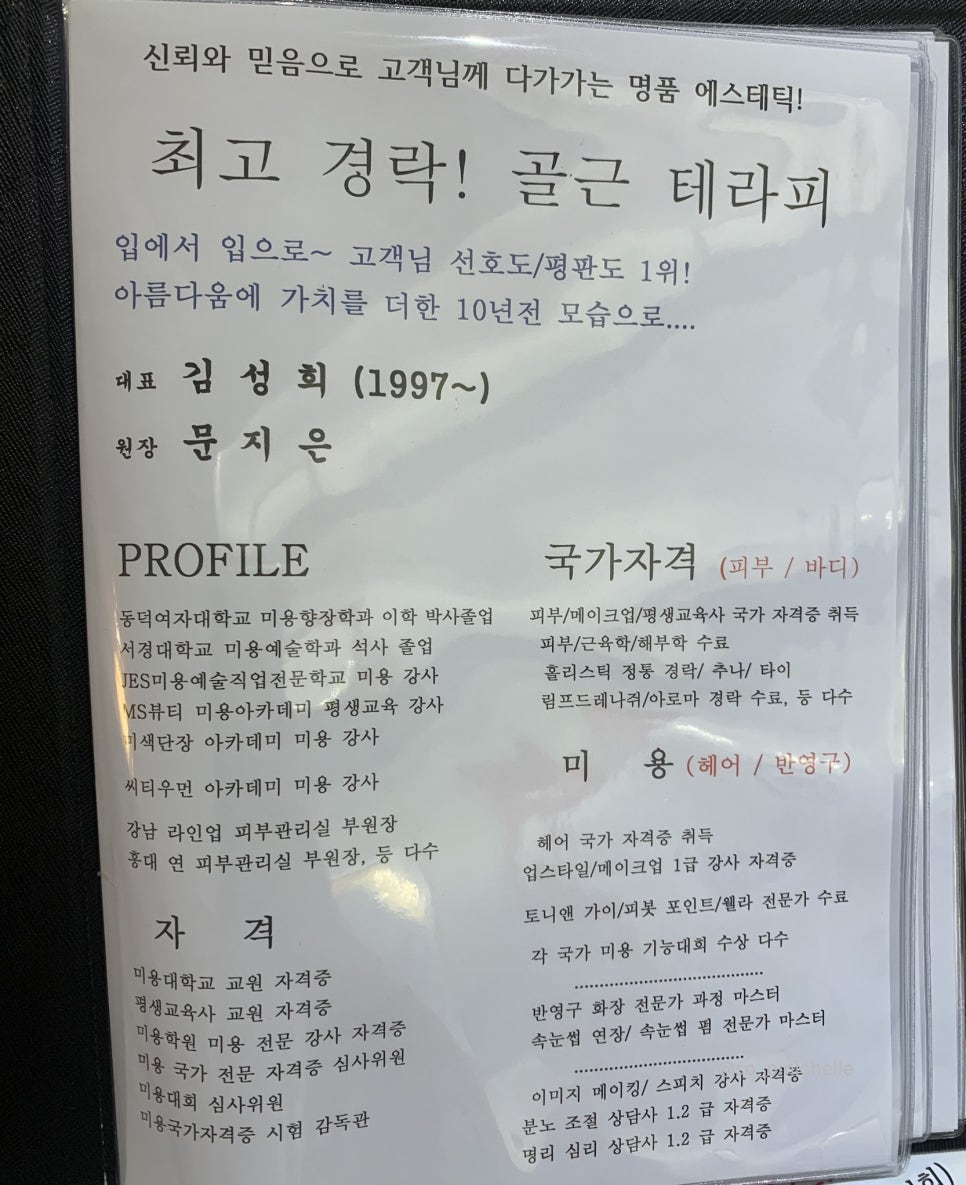 신뢰와 믿음으로 고객님께 다가가는 명품 에스테틱!
최고 경락! 골근 테라피
입에서 입으로~ 고객님 선호도/평판도 1위!
아름다움에 가치를 더한 10년전 모습으로....
대표 김 성 희 (1997~)
원장 문 지 은
PROFILE
동덕여자대학교 미용향장학과 이학 박사졸업
서경대학교 미용예술학과 석사 졸업
JES미용예술직업전문학교 미용 강사
MS뷰티 미용아카데미 평생교육 강사
미색단장 아카데미 미용 강사
씨티우먼 아카데미 미용 강사
강남 라인업 피부관리실 부원장
홍대 연 피부관리실 부원장, 등 다수
자 격
미용대학교 교원 자격증
평생교육사 교원 자격증
미용학원 미용 전문 강사 자격증
미용 국가 전문 자격증 심사위원
미용대회 심사위원
미용국가자격증 시험 감독관
국가자격 (피부 / 바디)
피부/메이크업/평생교육사 국가 자격증 취득
피부/근육학/해부학 수료
홀리스틱 정통 경락/ 추나/ 타이
림프드레나쥐/아로마 경락 수료, 등 다수
미 용 (헤어 / 반영구)
헤어 국가 자격증 취득
업스타일/메이크업 1급 강사 자격증
토니앤 가이/피봇 포인트/웰라 전문가 수료
각 국가 미용 기능대회 수상 다수
반영구 화장 전문가 과정 마스터
속눈썹 연장/ 속눈썹 펌 전문가 마스터
이미지 메이킹/ 스피치 강사 자격증
분노 조절 상담사 1.2 급 자격증
명리 심리 상담사 1.2 급 자격증